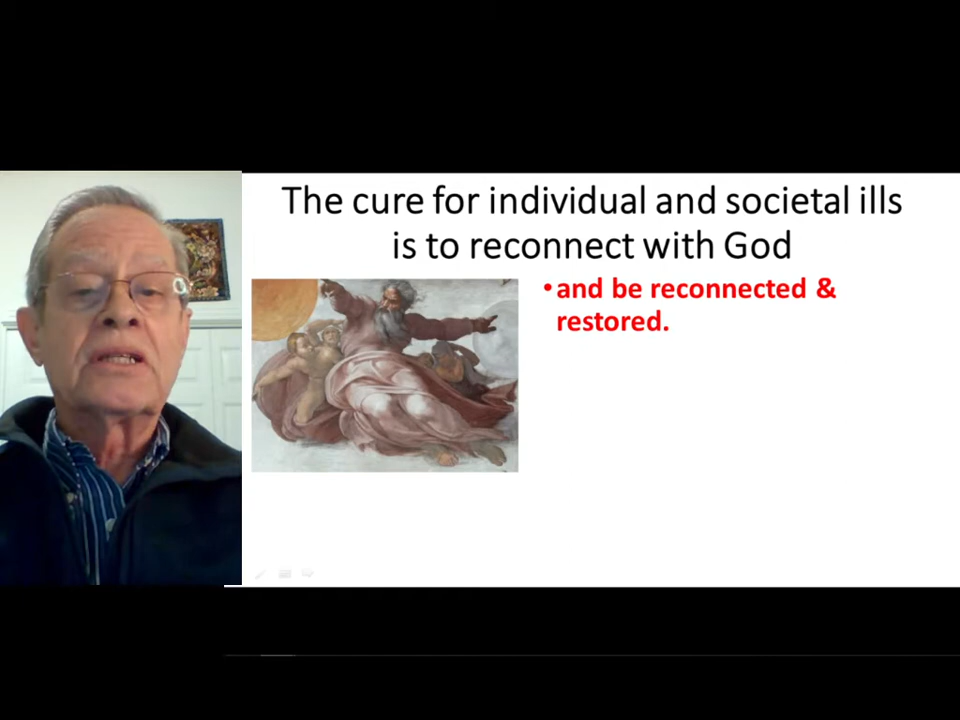 The cure for individual and societal ills
is to reconnect with God
•and be reconnected &
restored.